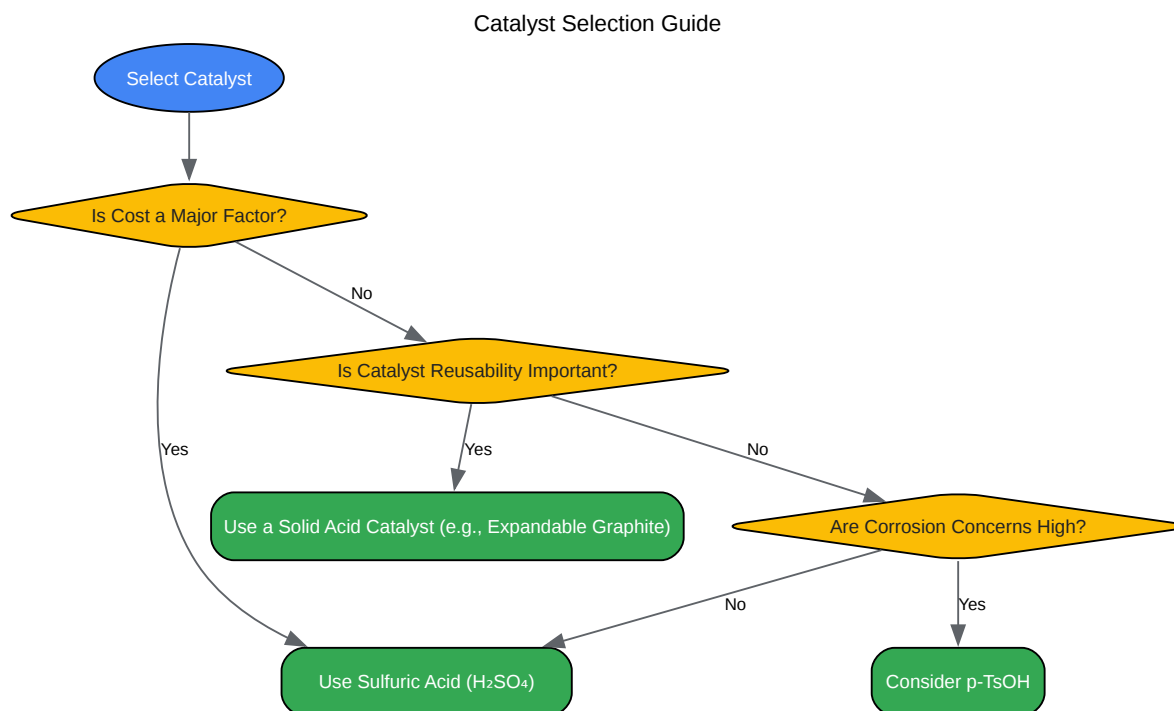 Catalyst Selection Guide
Select Catalyst
Is Cost a Major Factor?
No
Is Catalyst Reusability Important?
Yes
Yes
No
Use a Solid Acid Catalyst (e.g., Expandable Graphite)
Are Corrosion Concerns High?
No
Yes
Use Sulfuric Acid (H₂SO₄)
Consider p-TsOH